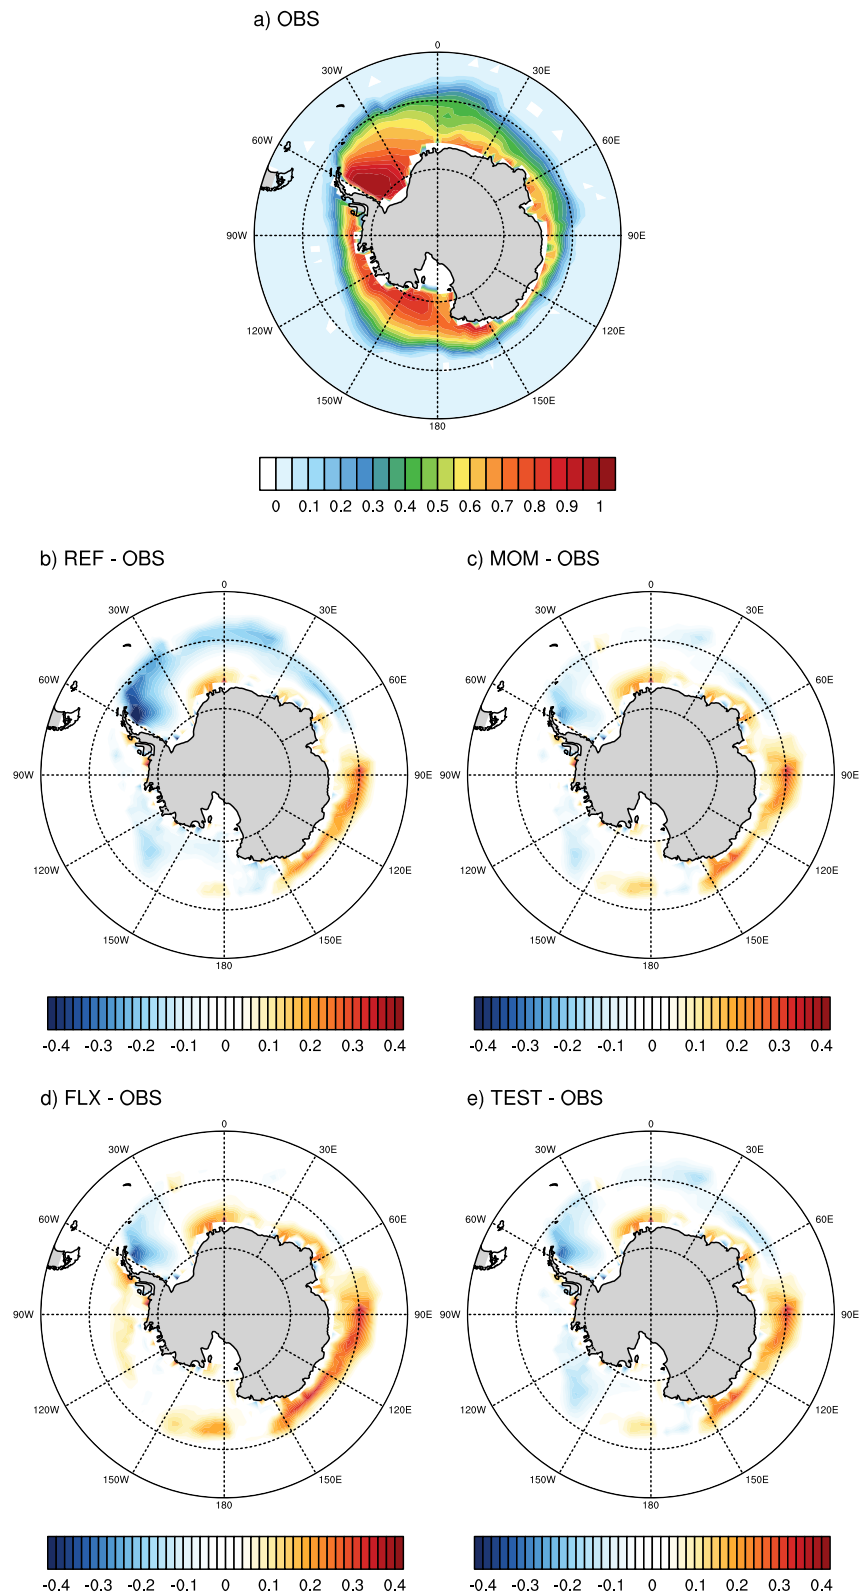 a) OBS
0
30W 30E
60W 60E
90W 90E
120W 120E
150W 150E
180
0 0.1 0.2 0.3 0.4 0.5 0.6 0.7 0.8 0.9 1
b) REF - OBS
0
30W 30E
60W 60E
90W 90E
120W 120E
150W 150E
180
-0.4 -0.3 -0.2 -0.1 0 0.1 0.2 0.3 0.4
c) MOM - OBS
0
30W 30E
60W 60E
90W 90E
120W 120E
150W 150E
180
-0.4 -0.3 -0.2 -0.1 0 0.1 0.2 0.3 0.4
d) FLX - OBS
0
30W 30E
60W 60E
90W 90E
120W 120E
150W 150E
180
-0.4 -0.3 -0.2 -0.1 0 0.1 0.2 0.3 0.4
e) TEST - OBS
0
30W 30E
60W 60E
90W 90E
120W 120E
150W 150E
180
-0.4 -0.3 -0.2 -0.1 0 0.1 0.2 0.3 0.4